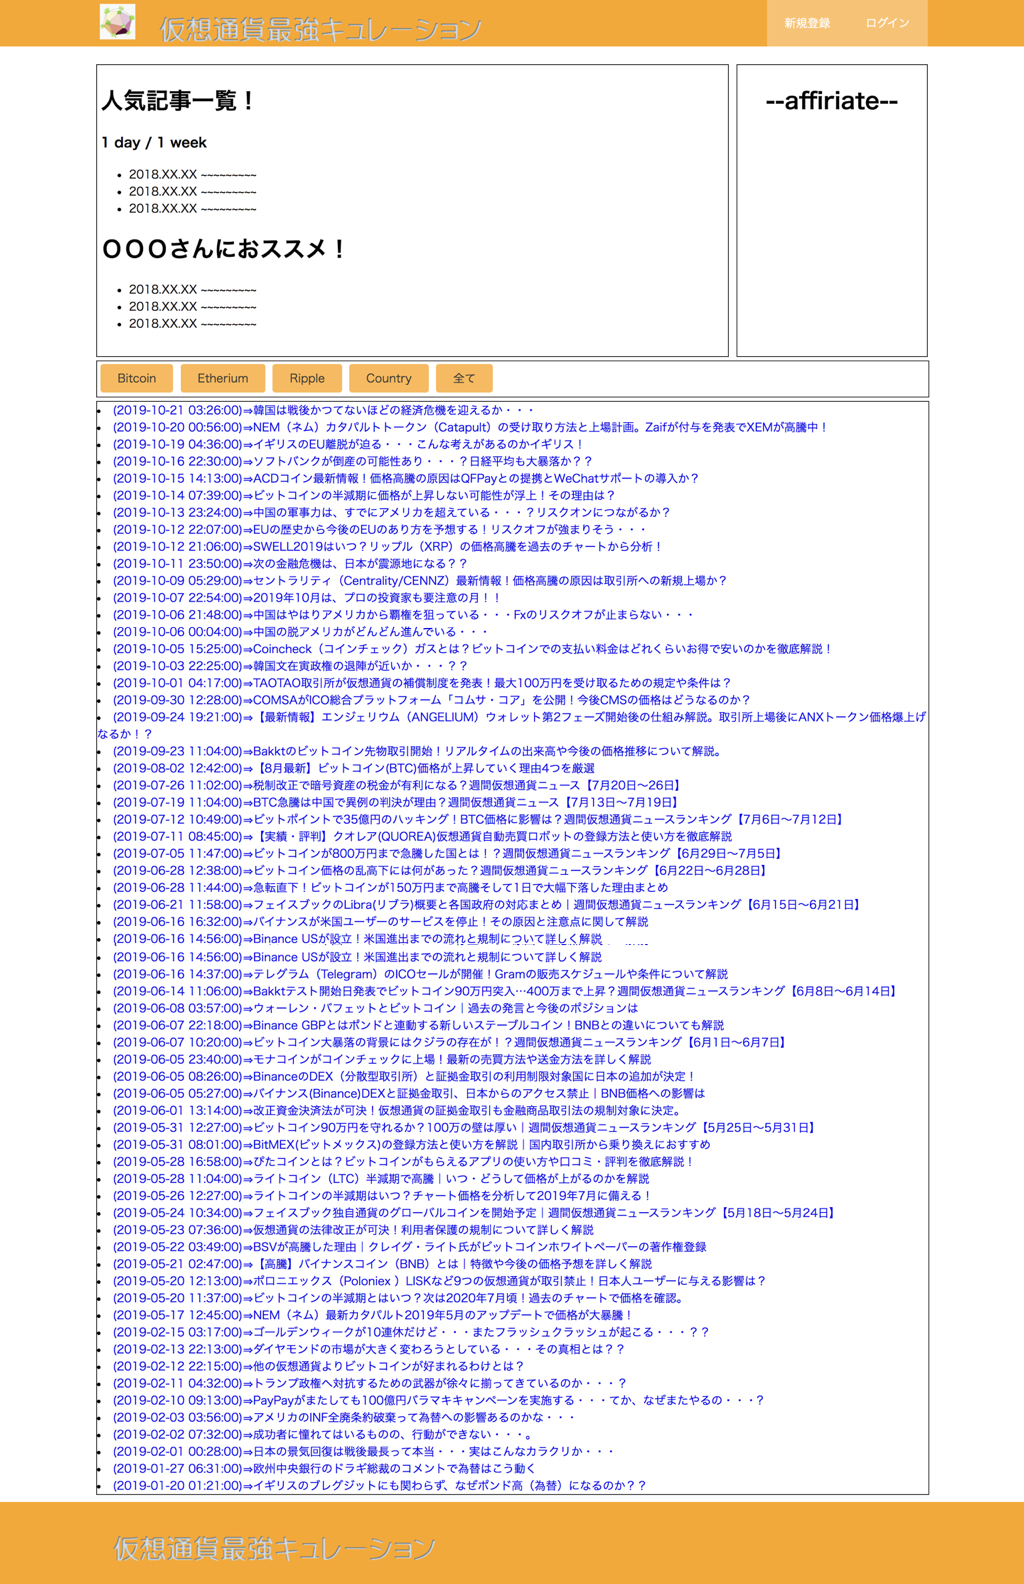 仮想通貨最強キュレーション
新規登録 ログイン
人気記事一覧！
--affiriate--
1 day / 1 week
2018.XX.XX ~~~~~~~~~
2018.XX.XX ~~~~~~~~~
2018.XX.XX ~~~~~~~~~
○○○さんにおススメ！
2018.XX.XX ~~~~~~~~~
2018.XX.XX ~~~~~~~~~
2018.XX.XX ~~~~~~~~~
Bitcoin Etherium Ripple Country 全て
(2019-10-21 03:26:00)⇒韓国は戦後かつてないほどの経済危機を迎えるか・・・
(2019-10-20 00:56:00)⇒NEM（ネム）カタパルトトークン（Catapult）の受け取り方法と上場計画。Zaifが付与を発表でXEMが高騰中！
(2019-10-19 04:36:00)⇒イギリスのEU離脱が迫る・・・こんな考えがあるのかイギリス！
(2019-10-16 22:30:00)⇒ソフトバンクが倒産の可能性あり・・・？日経平均も大暴落か？？
(2019-10-15 14:13:00)⇒ACDコイン最新情報！価格高騰の原因はQFPayとの提携とWeChatサポートの導入か？
(2019-10-14 07:39:00)⇒ビットコインの半減期に価格が上昇しない可能性が浮上！その理由は？
(2019-10-13 23:24:00)⇒中国の軍事力は、すでにアメリカを超えている・・・？リスクオンにつながるか？
(2019-10-12 22:07:00)⇒EUの歴史から今後のEUのあり方を予想する！リスクオフが強まりそう・・・
(2019-10-12 21:06:00)⇒SWELL2019はいつ？リップル（XRP）の価格高騰を過去のチャートから分析！
(2019-10-11 23:50:00)⇒次の金融危機は、日本が震源地になる？？
(2019-10-09 05:29:00)⇒セントラリティ（Centrality/CENNZ）最新情報！価格高騰の原因は取引所への新規上場か？
(2019-10-07 22:54:00)⇒2019年10月は、プロの投資家も要注意の月！！
(2019-10-06 21:48:00)⇒中国はやはりアメリカから覇権を狙っている・・・Fxのリスクオフが止まらない・・・
(2019-10-06 00:04:00)⇒中国の脱アメリカがどんどん進んでいる・・・
(2019-10-05 15:25:00)⇒Coincheck（コインチェック）ガスとは？ビットコインでの支払い料金はどれくらいお得で安いのかを徹底解説！
(2019-10-03 22:25:00)⇒韓国文在寅政権の退陣が近いか・・・？？
(2019-10-01 04:17:00)⇒TAOTAO取引所が仮想通貨の補償制度を発表！最大100万円を受け取るための規定や条件は？
(2019-09-30 12:28:00)⇒COMSAがICO総合プラットフォーム「コムサ・コア」を公開！今後CMSの価格はどうなるのか？
(2019-09-24 19:21:00)⇒【最新情報】エンジェリウム（ANGELIUM）ウォレット第2フェーズ開始後の仕組み解説。取引所上場後にANXトークン価格爆上げ
なるか！？
(2019-09-23 11:04:00)⇒Bakktのビットコイン先物取引開始！リアルタイムの出来高や今後の価格推移について解説。
(2019-08-02 12:42:00)⇒【8月最新】ビットコイン(BTC)価格が上昇していく理由4つを厳選
(2019-07-26 11:02:00)⇒税制改正で暗号資産の税金が有利になる？週間仮想通貨ニュース【7月20日〜26日】
(2019-07-19 11:04:00)⇒BTC急騰は中国で異例の判決が理由？週間仮想通貨ニュース【7月13日〜7月19日】
(2019-07-12 10:49:00)⇒ビットポイントで35億円のハッキング！BTC価格に影響は？週間仮想通貨ニュースランキング【7月6日〜7月12日】
(2019-07-11 08:45:00)⇒【実績・評判】クオレア(QUOREA)仮想通貨自動売買ロボットの登録方法と使い方を徹底解説
(2019-07-05 11:47:00)⇒ビットコインが800万円まで急騰した国とは！？週間仮想通貨ニュースランキング【6月29日〜7月5日】
(2019-06-28 12:38:00)⇒ビットコイン価格の乱高下には何があった？週間仮想通貨ニュースランキング【6月22日〜6月28日】
(2019-06-28 11:44:00)⇒急転直下！ビットコインが150万円まで高騰そして1日で大幅下落した理由まとめ
(2019-06-21 11:58:00)⇒フェイスブックのLibra(リブラ)概要と各国政府の対応まとめ｜週間仮想通貨ニュースランキング【6月15日〜6月21日】
(2019-06-16 16:32:00)⇒バイナンスが米国ユーザーのサービスを停止！その原因と注意点に関して解説
(2019-06-16 14:56:00)⇒Binance USが設立！米国進出までの流れと規制について詳しく解説
(2019-06-16 14:56:00)⇒Binance USが設立！米国進出までの流れと規制について詳しく解説
(2019-06-16 14:37:00)⇒テレグラム（Telegram）のICOセールが開催！Gramの販売スケジュールや条件について解説
(2019-06-14 11:06:00)⇒Bakktテスト開始日発表でビットコイン90万円突入…400万まで上昇？週間仮想通貨ニュースランキング【6月8日〜6月14日】
(2019-06-08 03:57:00)⇒ウォーレン・バフェットとビットコイン｜過去の発言と今後のポジションは
(2019-06-07 22:18:00)⇒Binance GBPとはポンドと連動する新しいステーブルコイン！BNBとの違いについても解説
(2019-06-07 10:20:00)⇒ビットコイン大暴落の背景にはクジラの存在が！？週間仮想通貨ニュースランキング【6月1日〜6月7日】
(2019-06-05 23:40:00)⇒モナコインがコインチェックに上場！最新の売買方法や送金方法を詳しく解説
(2019-06-05 08:26:00)⇒BinanceのDEX（分散型取引所）と証拠金取引の利用制限対象国に日本の追加が決定！
(2019-06-05 05:27:00)⇒バイナンス(Binance)DEXと証拠金取引、日本からのアクセス禁止｜BNB価格への影響は
(2019-06-01 13:14:00)⇒改正資金決済法が可決！仮想通貨の証拠金取引も金融商品取引法の規制対象に決定。
(2019-05-31 12:27:00)⇒ビットコイン90万円を守れるか？100万の壁は厚い｜週間仮想通貨ニュースランキング【5月25日〜5月31日】
(2019-05-31 08:01:00)⇒BitMEX(ビットメックス)の登録方法と使い方を解説｜国内取引所から乗り換えにおすすめ
(2019-05-28 16:58:00)⇒ぴたコインとは？ビットコインがもらえるアプリの使い方や口コミ・評判を徹底解説！
(2019-05-28 11:04:00)⇒ライトコイン（LTC）半減期で高騰｜いつ・どうして価格が上がるのかを解説
(2019-05-26 12:27:00)⇒ライトコインの半減期はいつ？チャート価格を分析して2019年7月に備える！
(2019-05-24 10:34:00)⇒フェイスブック独自通貨のグローバルコインを開始予定｜週間仮想通貨ニュースランキング【5月18日〜5月24日】
(2019-05-23 07:36:00)⇒仮想通貨の法律改正が可決！利用者保護の規制について詳しく解説
(2019-05-22 03:49:00)⇒BSVが高騰した理由｜クレイグ・ライト氏がビットコインホワイトペーパーの著作権登録
(2019-05-21 02:47:00)⇒【高騰】バイナンスコイン（BNB）とは｜特徴や今後の価格予想を詳しく解説
(2019-05-20 12:13:00)⇒ポロニエックス（Poloniex ）LISKなど9つの仮想通貨が取引禁止！日本人ユーザーに与える影響は？
(2019-05-20 11:37:00)⇒ビットコインの半減期とはいつ？次は2020年7月頃！過去のチャートで価格を確認。
(2019-05-17 12:45:00)⇒NEM（ネム）最新カタパルト2019年5月のアップデートで価格が大暴騰！
(2019-02-15 03:17:00)⇒ゴールデンウィークが10連休だけど・・・またフラッシュクラッシュが起こる・・・？？
(2019-02-13 22:13:00)⇒ダイヤモンドの市場が大きく変わろうとしている・・・その真相とは？？
(2019-02-12 22:15:00)⇒他の仮想通貨よりビットコインが好まれるわけとは？
(2019-02-11 04:32:00)⇒トランプ政権へ対抗するための武器が徐々に揃ってきているのか・・・？
(2019-02-10 09:13:00)⇒PayPayがまたしても100億円バラマキキャンペーンを実施する・・・てか、なぜまたやるの・・・?
(2019-02-03 03:56:00)⇒アメリカのINF全廃条約破棄って為替への影響あるのかな・・・
(2019-02-02 07:32:00)⇒成功者に憧れてはいるものの、行動ができない・・・。
(2019-02-01 00:28:00)⇒日本の景気回復は戦後最長って本当・・・実はこんなカラクリか・・・
(2019-01-27 06:31:00)⇒欧州中央銀行のドラギ総裁のコメントで為替はこう動く
(2019-01-20 01:21:00)⇒イギリスのブレグジットにも関わらず、なぜポンド高（為替）になるのか？？
仮想通貨最強キュレーション